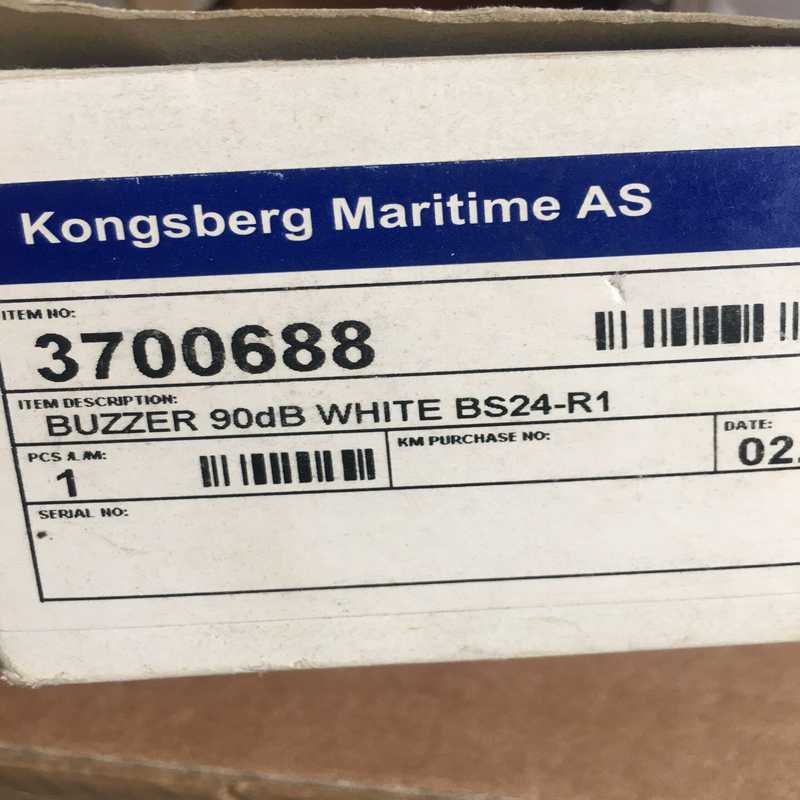 Kongsberg Maritime AS
ITEM NO:
3700688
ITEM DESCRIPTION:
BUZZER 90dB WHITE BS24-R1
PCS /L/M:
1
KM PURCHASE NO:
DATE:
02.
SERIAL NO: